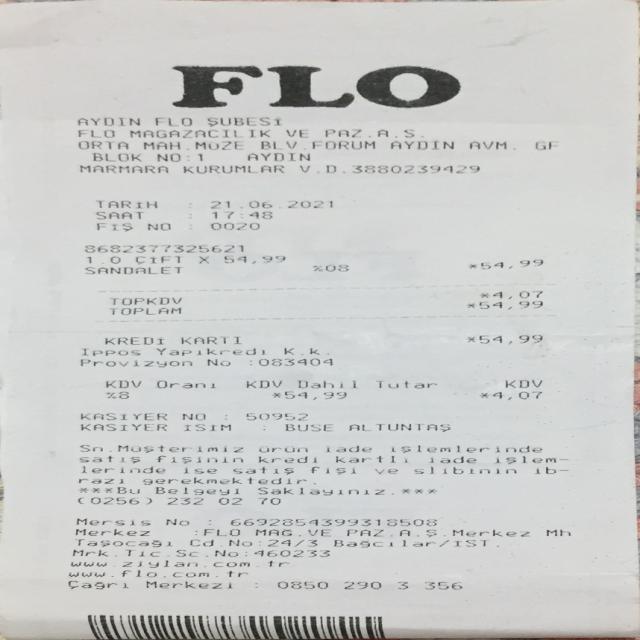 FLO
AYDIN FLO ŞUBESİ
FLO MAGAZACILIK VE PAZ.A.S.
ORTA MAH.MüZE BLV.FORUM AYDIN AVM. GF
BLOK NO:1 AYDIN
MARMARA KURUMLAR V.D.3880239429
TARIH : 21.06.2021
SAAT : 17:48
FIŞ NO : 0020
8682377325621
1.0 ÇIFT X 54,99
SANDALET %08 *54,99
TOPKDV *4,07
TOPLAM *54,99
KREDI KARTI *54,99
Ippos Yapıkredi K.k.
Provizyon No :083404
KDV Oranı KDV Dahil Tutar KDV
%8 *54,99 *4,07
KASIYER NO : 50952
KASIYER ISIM : BUSE ALTUNTAŞ
Sn.Müşterimiz ürün iade işlemlerinde
satış fişinin kredi kartlı iade işlem-
lerinde ise satış fişi ve slibinin ib-
razı gerekmektedir.
***Bu Belgeyi Saklayınız.***
(0256) 232 02 70
Mersis No : 6692854399318508
Merkez :FLO MAG.VE PAZ.A.Ş.Merkez Mh
Taşocağı Cd.No:24/3 Bağcılar/IST.
Mrk.Tic.Sc.No:460233
www.ziylan.com.tr
www.flo.com.tr
Çağrı Merkezi : 0850 290 3 356